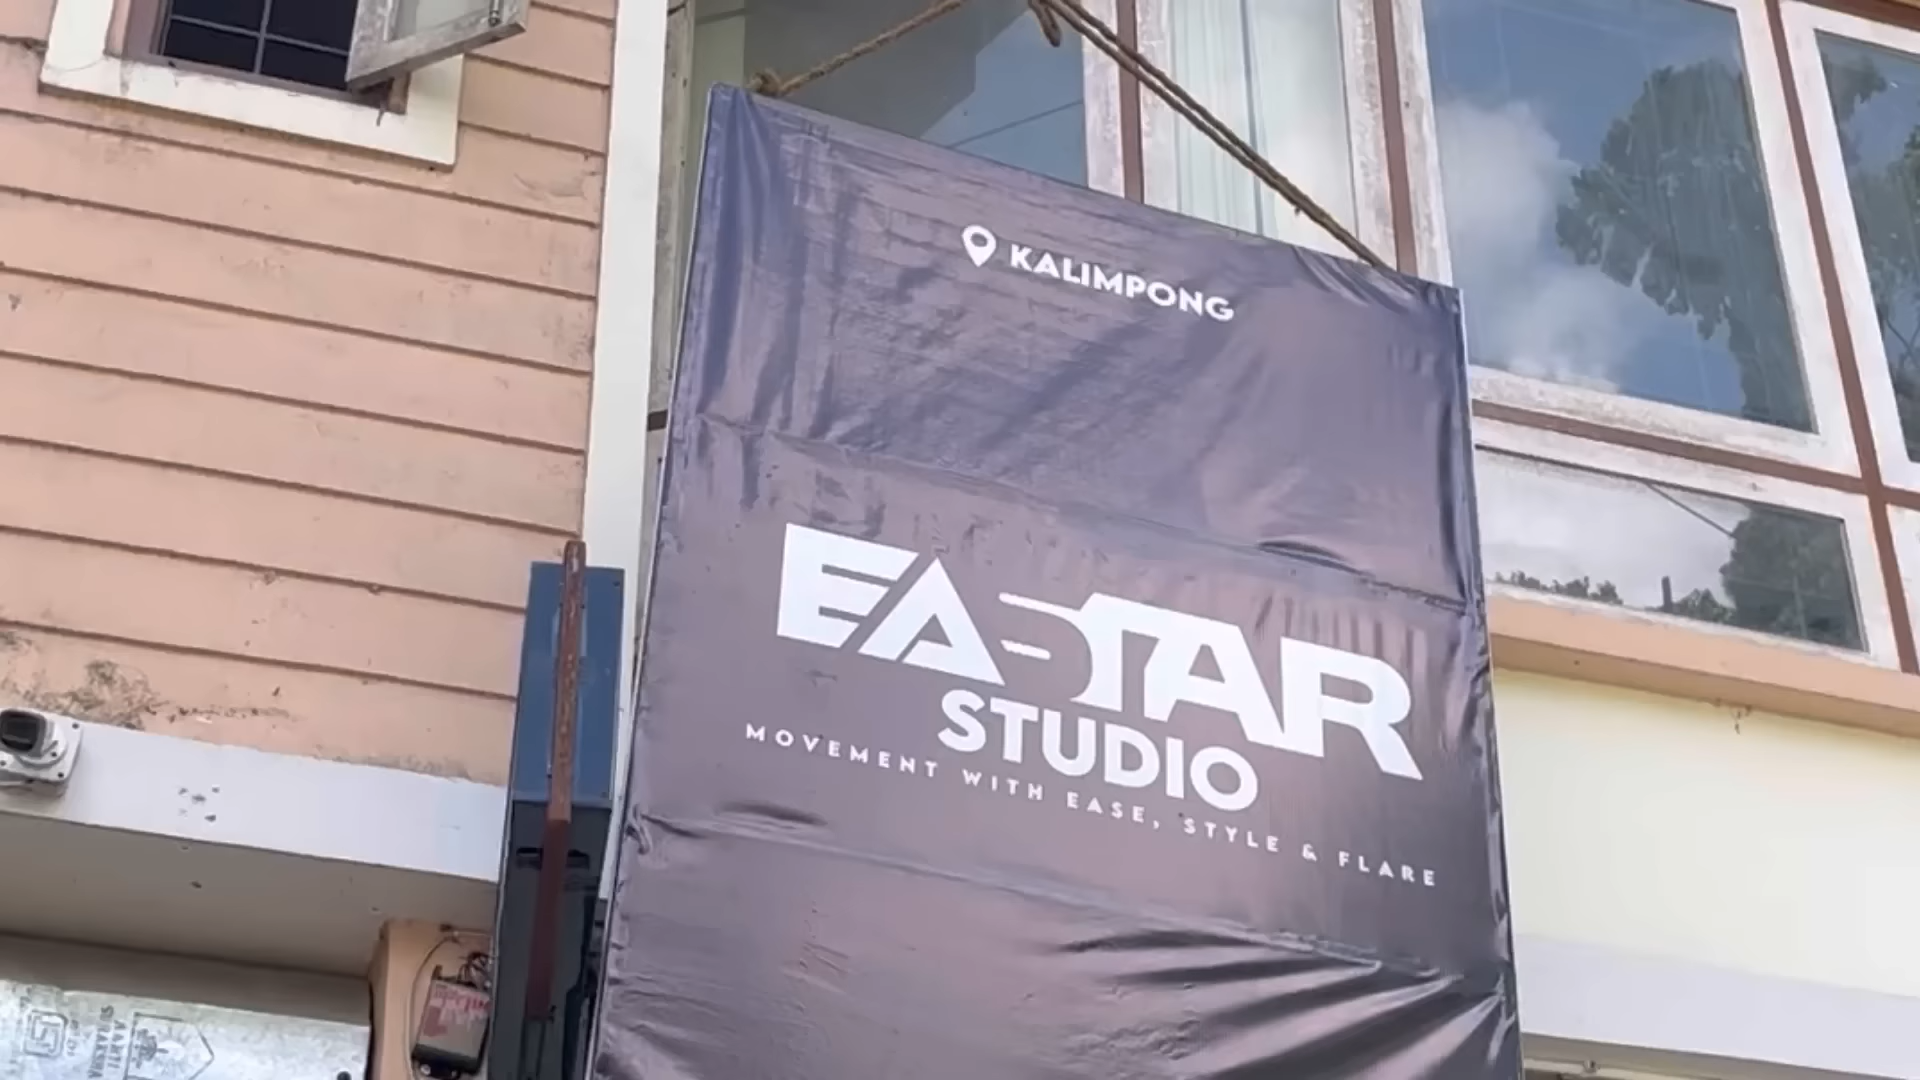 KALIMPONG
EASTAR
STUDIO
MOVEMENT WITH EASE, STYLE & FLARE